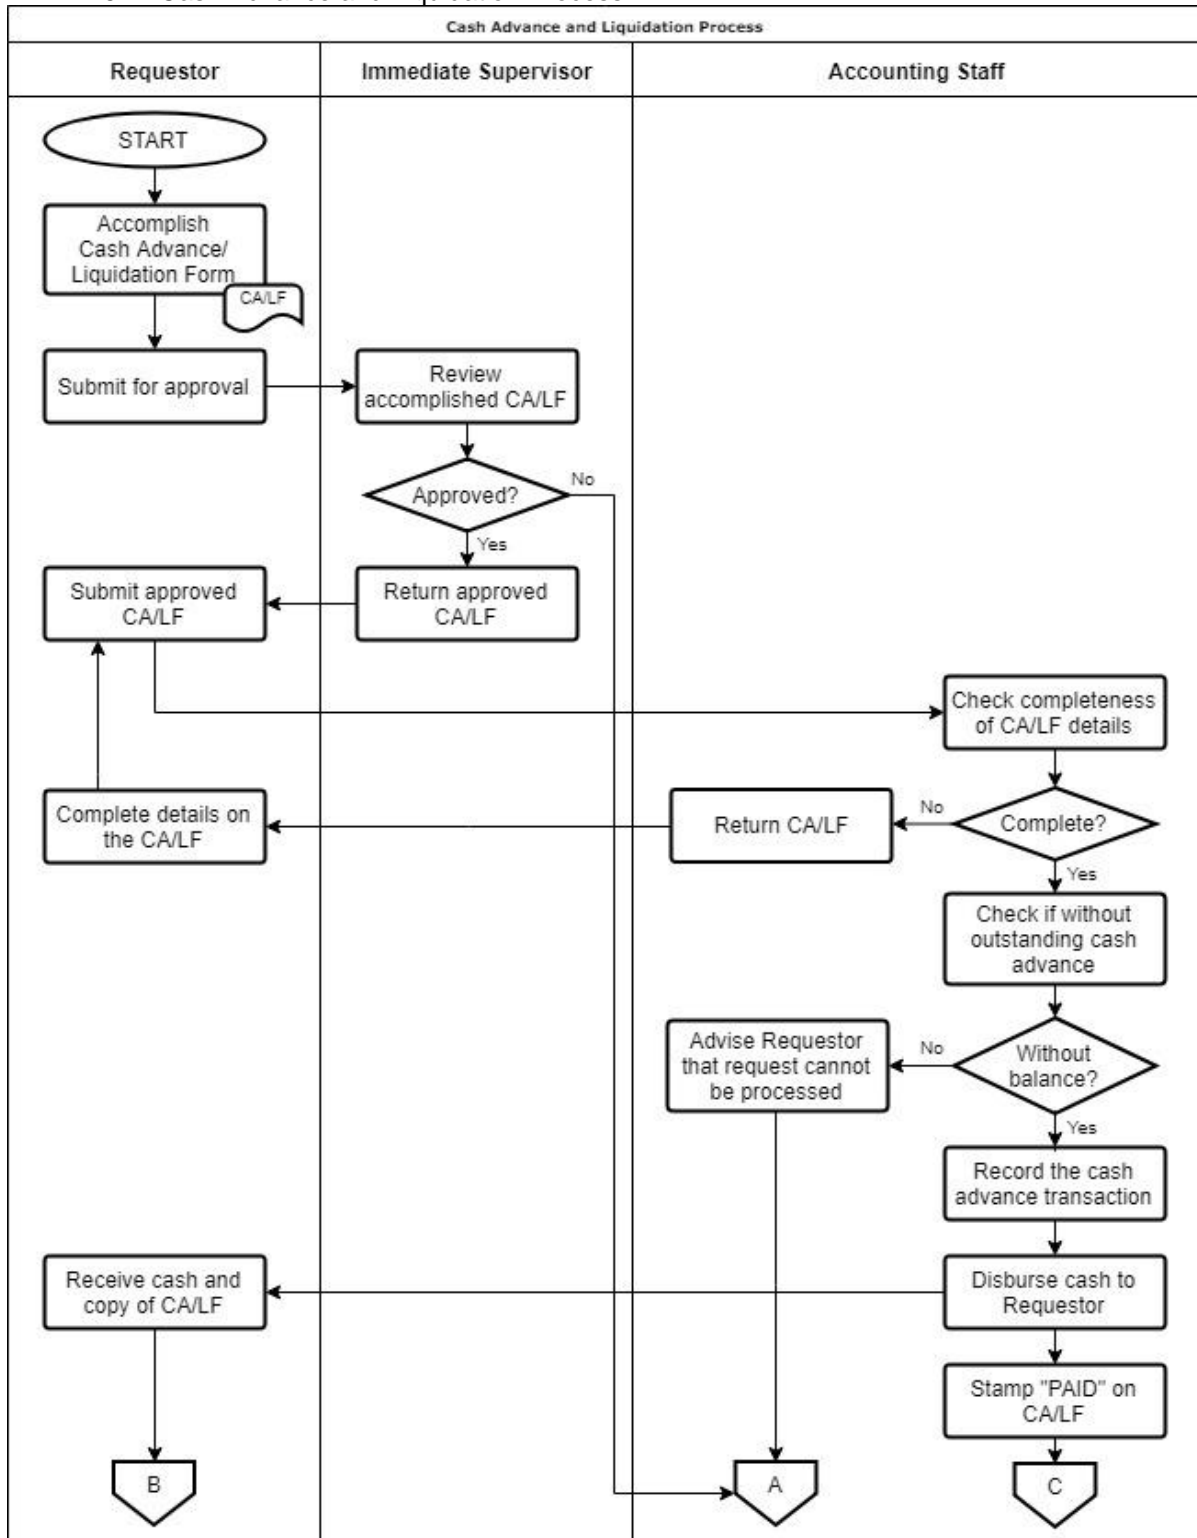 Cash Advance and Liquidation Process
Requestor
Immediate Supervisor
Accounting Staff
START
Accomplish
Cash Advance/
Liquidation Form
CA/LF
Submit for approval
Review
accomplished CA/LF
Approved?
No
Yes
Submit approved
CA/LF
Return approved
CA/LF
Check completeness
of CA/LF details
Complete details on
the CA/LF
Return CA/LF
No
Complete?
Yes
Check if without
outstanding cash
advance
Advise Requestor
that request cannot
be processed
No
Without
balance?
Yes
Record the cash
advance transaction
Receive cash and
copy of CA/LF
Disburse cash to
Requestor
Stamp "PAID" on
CA/LF
B
A
C